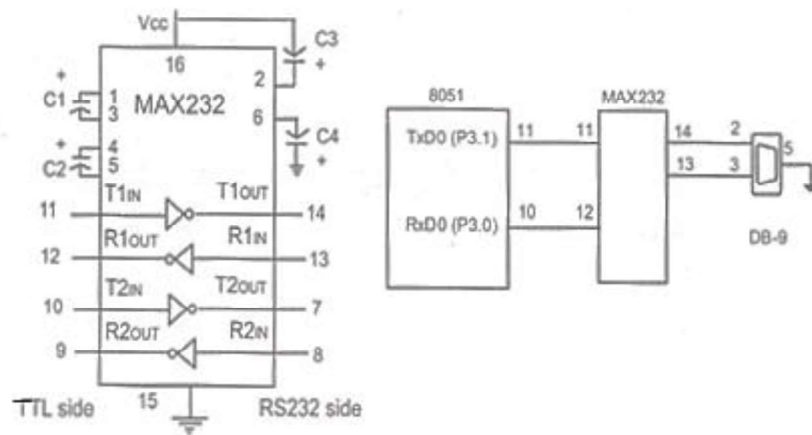 Vcc
C3
+
16
2
+
1
C1
3
MAX232
6
+
4
C2
5
C4
+
T1IN
T1OUT
11
14
R1OUT
R1IN
12
13
T2IN
T2OUT
10
7
R2OUT
R2IN
9
8
TTL side
15
RS232 side
8051
MAX232
TxD0 (P3.1)
11
11
14
2
5
13
3
RxD0 (P3.0)
10
12
DB-9